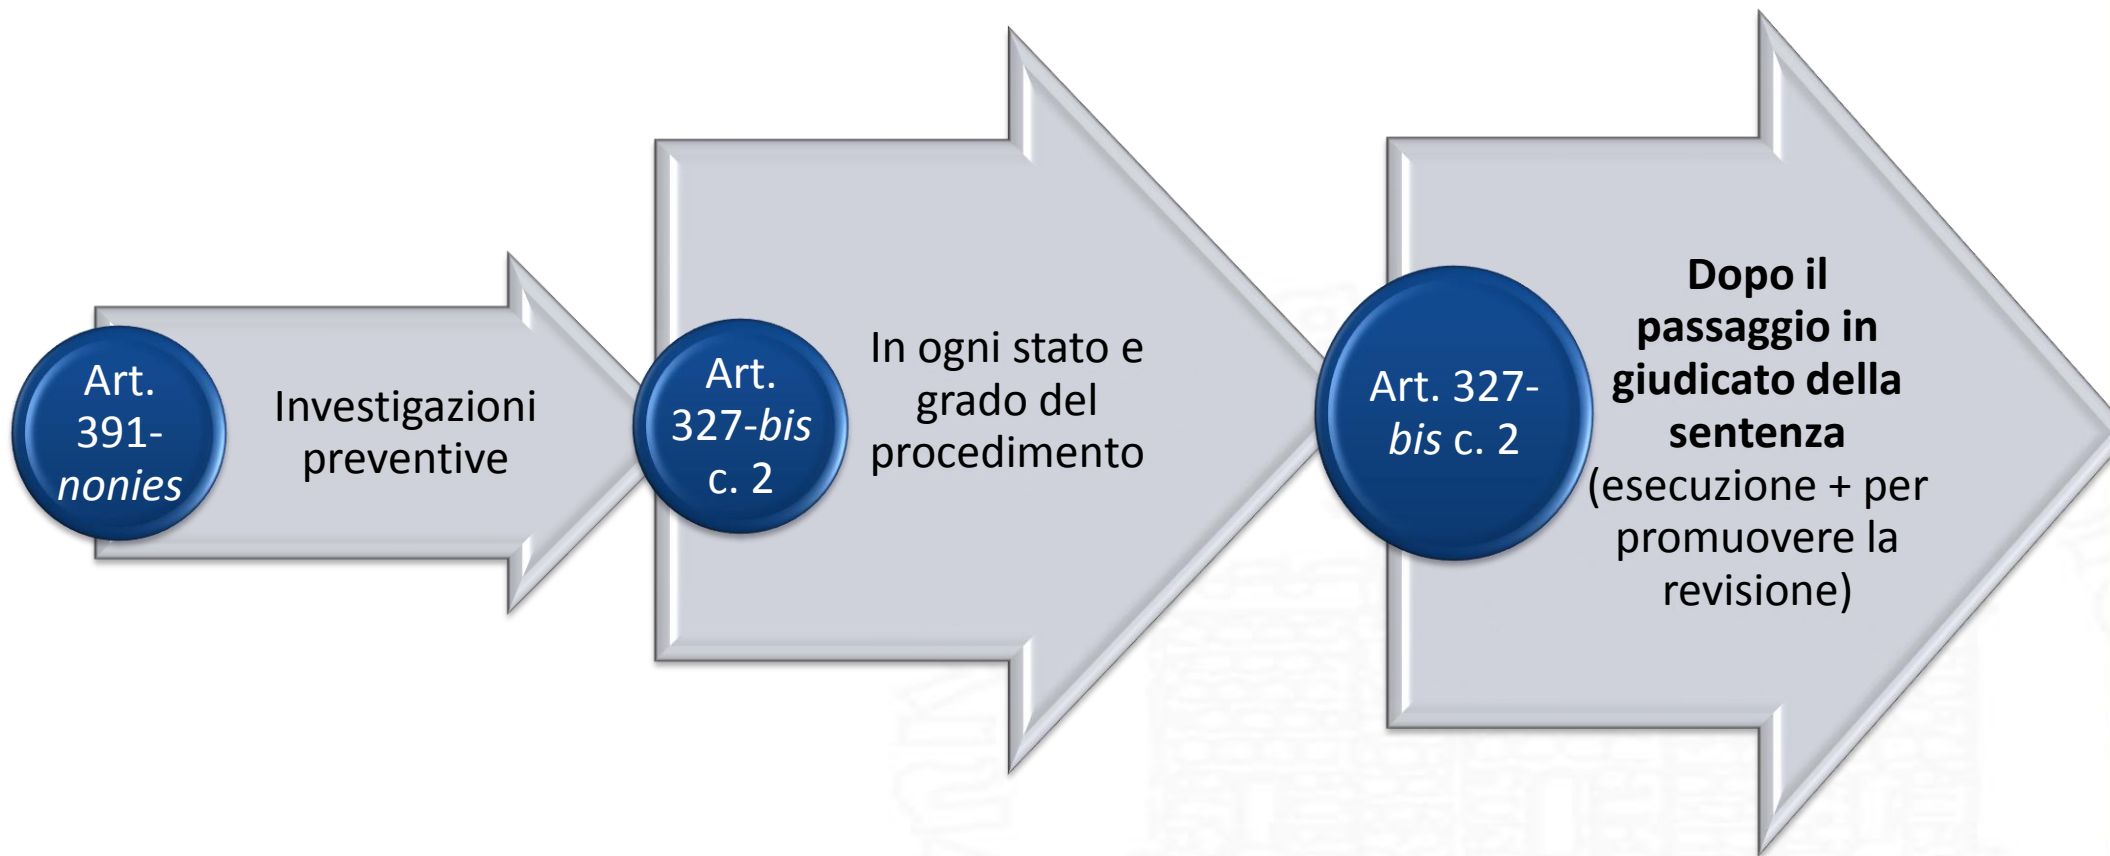 Art.
391-
nonies
Investigazioni
preventive
Art.
327-bis
c. 2
In ogni stato e
grado del
procedimento
Art. 327-
bis c. 2
Dopo il
passaggio in
giudicato della
sentenza
(esecuzione + per
promuovere la
revisione)